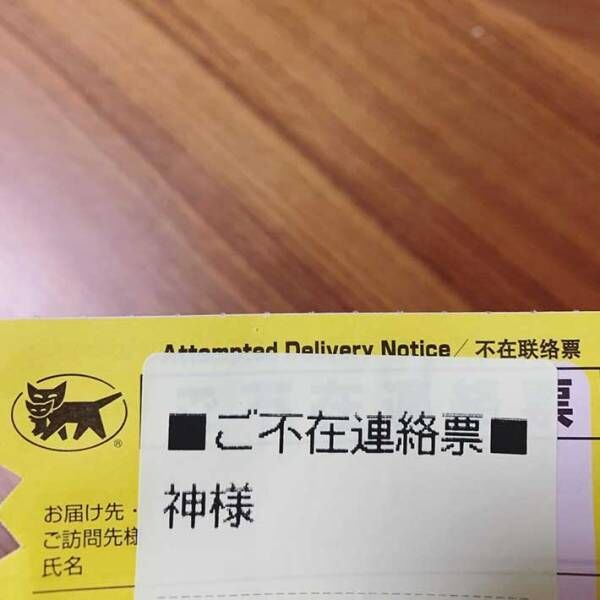 Attempted Delivery Notice／不在联络票
■ご不在連絡票■
神様
お届け先・
ご訪問先様
氏名